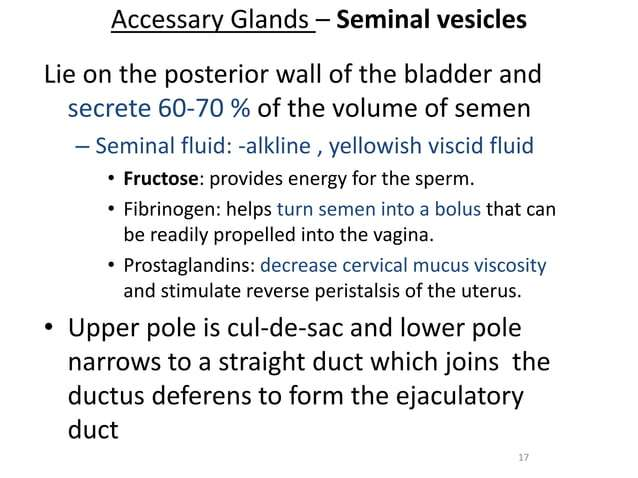 Accessary Glands – Seminal vesicles
Lie on the posterior wall of the bladder and
secrete 60-70 % of the volume of semen
– Seminal fluid: -alkline , yellowish viscid fluid
• Fructose: provides energy for the sperm.
• Fibrinogen: helps turn semen into a bolus that can
be readily propelled into the vagina.
• Prostaglandins: decrease cervical mucus viscosity
and stimulate reverse peristalsis of the uterus.
• Upper pole is cul-de-sac and lower pole
narrows to a straight duct which joins the
ductus deferens to form the ejaculatory
duct
17